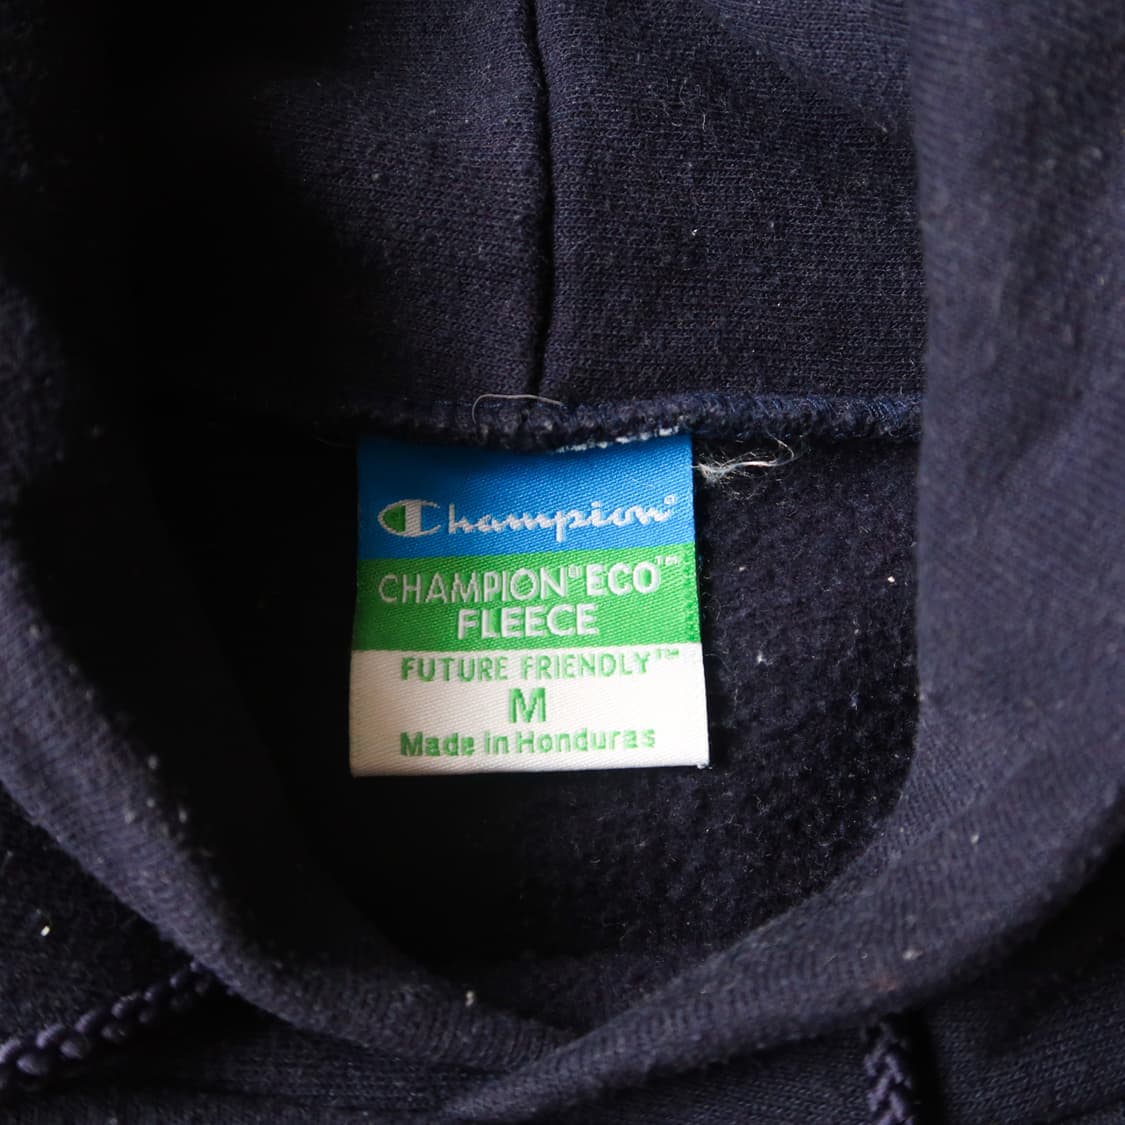 Champion®
CHAMPION® ECO™
FLEECE
FUTURE FRIENDLY™
M
Made in Honduras